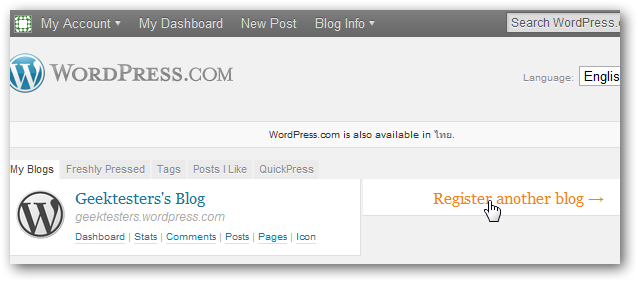 My Account My Dashboard New Post Blog Info Search WordPress.c
WORDPRESS.COM
Language: English
WordPress.com is also available in ไทย.
My Blogs Freshly Pressed Tags Posts I Like QuickPress
Geektesters's Blog
geektesters.wordpress.com
Dashboard | Stats | Comments | Posts | Pages | Icon
Register another blog →